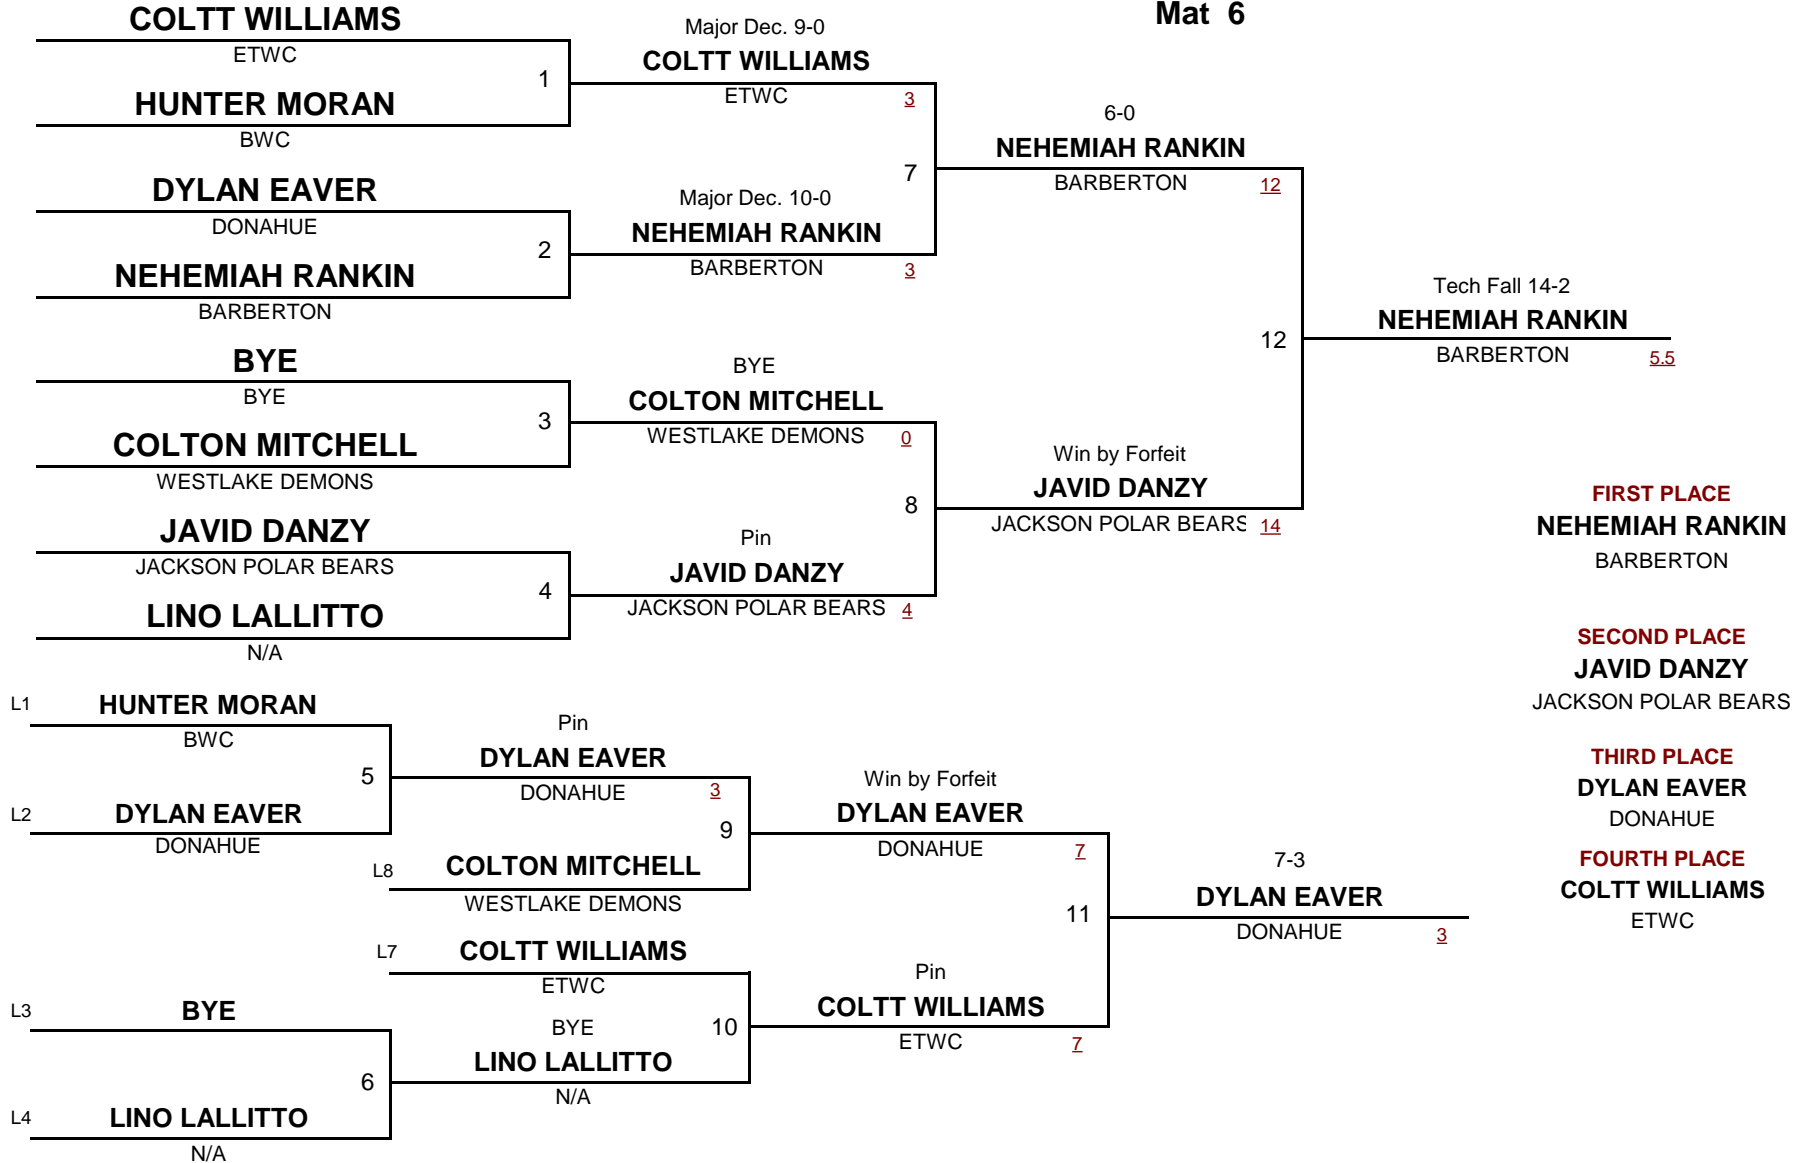 Mat 6
COLTT WILLIAMS
ETWC
1
HUNTER MORAN
BWC
DYLAN EAVER
DONAHUE
2
NEHEMIAH RANKIN
BARBERTON
BYE
BYE
3
COLTON MITCHELL
WESTLAKE DEMONS
JAVID DANZY
JACKSON POLAR BEARS
4
LINO LALLITTO
N/A
Major Dec. 9-0
COLTT WILLIAMS
ETWC 3
7
Major Dec. 10-0
NEHEMIAH RANKIN
BARBERTON 3
BYE
COLTON MITCHELL
WESTLAKE DEMONS 0
8
Pin
JAVID DANZY
JACKSON POLAR BEARS 4
6-0
NEHEMIAH RANKIN
BARBERTON 12
12
Win by Forfeit
JAVID DANZY
JACKSON POLAR BEARS 14
Tech Fall 14-2
NEHEMIAH RANKIN
BARBERTON 5.5
FIRST PLACE
NEHEMIAH RANKIN
BARBERTON
SECOND PLACE
JAVID DANZY
JACKSON POLAR BEARS
THIRD PLACE
DYLAN EAVER
DONAHUE
FOURTH PLACE
COLTT WILLIAMS
ETWC
L1 HUNTER MORAN
BWC
5
L2 DYLAN EAVER
DONAHUE
L3 BYE
6
L4 LINO LALLITTO
N/A
Pin
DYLAN EAVER
DONAHUE 3
9
L8 COLTON MITCHELL
WESTLAKE DEMONS
L7 COLTT WILLIAMS
ETWC
10
BYE
LINO LALLITTO
N/A
Win by Forfeit
DYLAN EAVER
DONAHUE 7
11
Pin
COLTT WILLIAMS
ETWC 7
7-3
DYLAN EAVER
DONAHUE 3